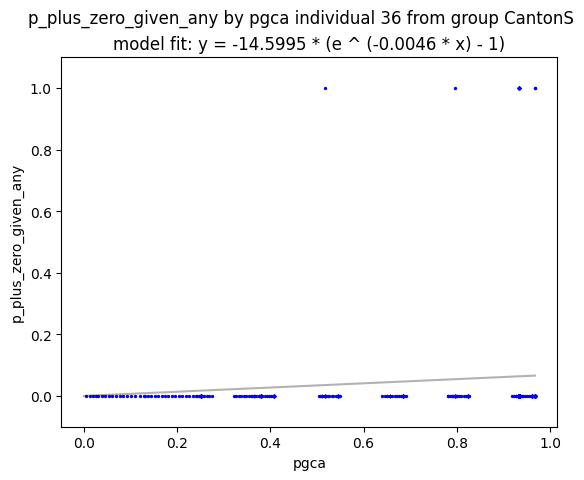 p_plus_zero_given_any by pgca individual 36 from group CantonS
model fit: y = -14.5995 * (e ^ (-0.0046 * x) - 1)
1.0
0.8
0.6
0.4
0.2
0.0
p_plus_zero_given_any
0.0 0.2 0.4 0.6 0.8 1.0
pgca